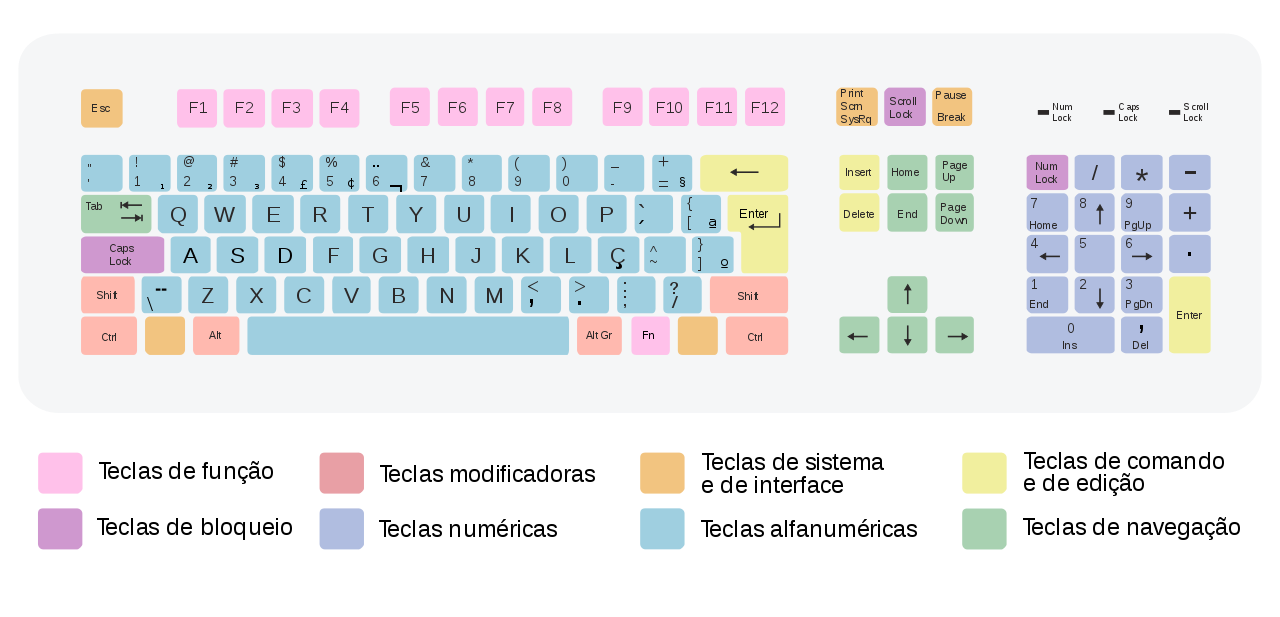 Esc F1 F2 F3 F4 F5 F6 F7 F8 F9 F10 F11 F12
Print
Scrn
SysRq
Scroll
Lock
Pause
Break
Num
Lock
Caps
Lock
Scroll
Lock
" ! @ # $ % ¨ & * ( ) _ +
' 1 ¹ 2 ² 3 ³ 4 £ 5 ¢ 6 ¬ 7 8 9 0 - = § ←
Insert Home Page
Up
Num
Lock
/ * -
Tab Q W E R T Y U I O P ` ´ { [ ª Enter
Delete End Page
Down
7 Home 8 ↑ 9 PgUp +
Caps
Lock
A S D F G H J K L Ç ^ ~ } ] º
4 ← 5 6 → .
Shift \ Z X C V B N M < , > . : ; ? / Shift
↑
1 End 2 ↓ 3 PgDn Enter
Ctrl Alt Alt Gr Fn Ctrl
← ↓ →
0 Ins , Del
Teclas de função
Teclas modificadoras
Teclas de sistema
e de interface
Teclas de comando
e de edição
Teclas de bloqueio
Teclas numéricas
Teclas alfanuméricas
Teclas de navegação